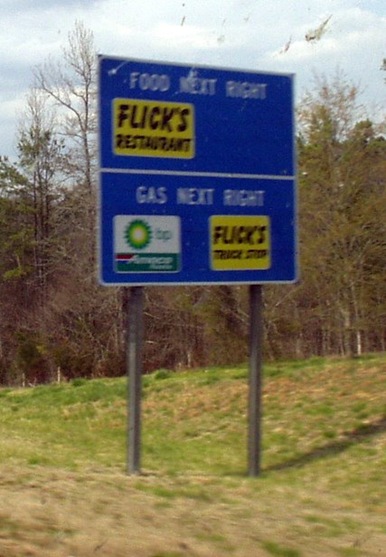 FOOD NEXT RIGHT
FLICK'S
RESTAURANT
GAS NEXT RIGHT
bp
Amoco
FLICK'S
TRUCK STOP